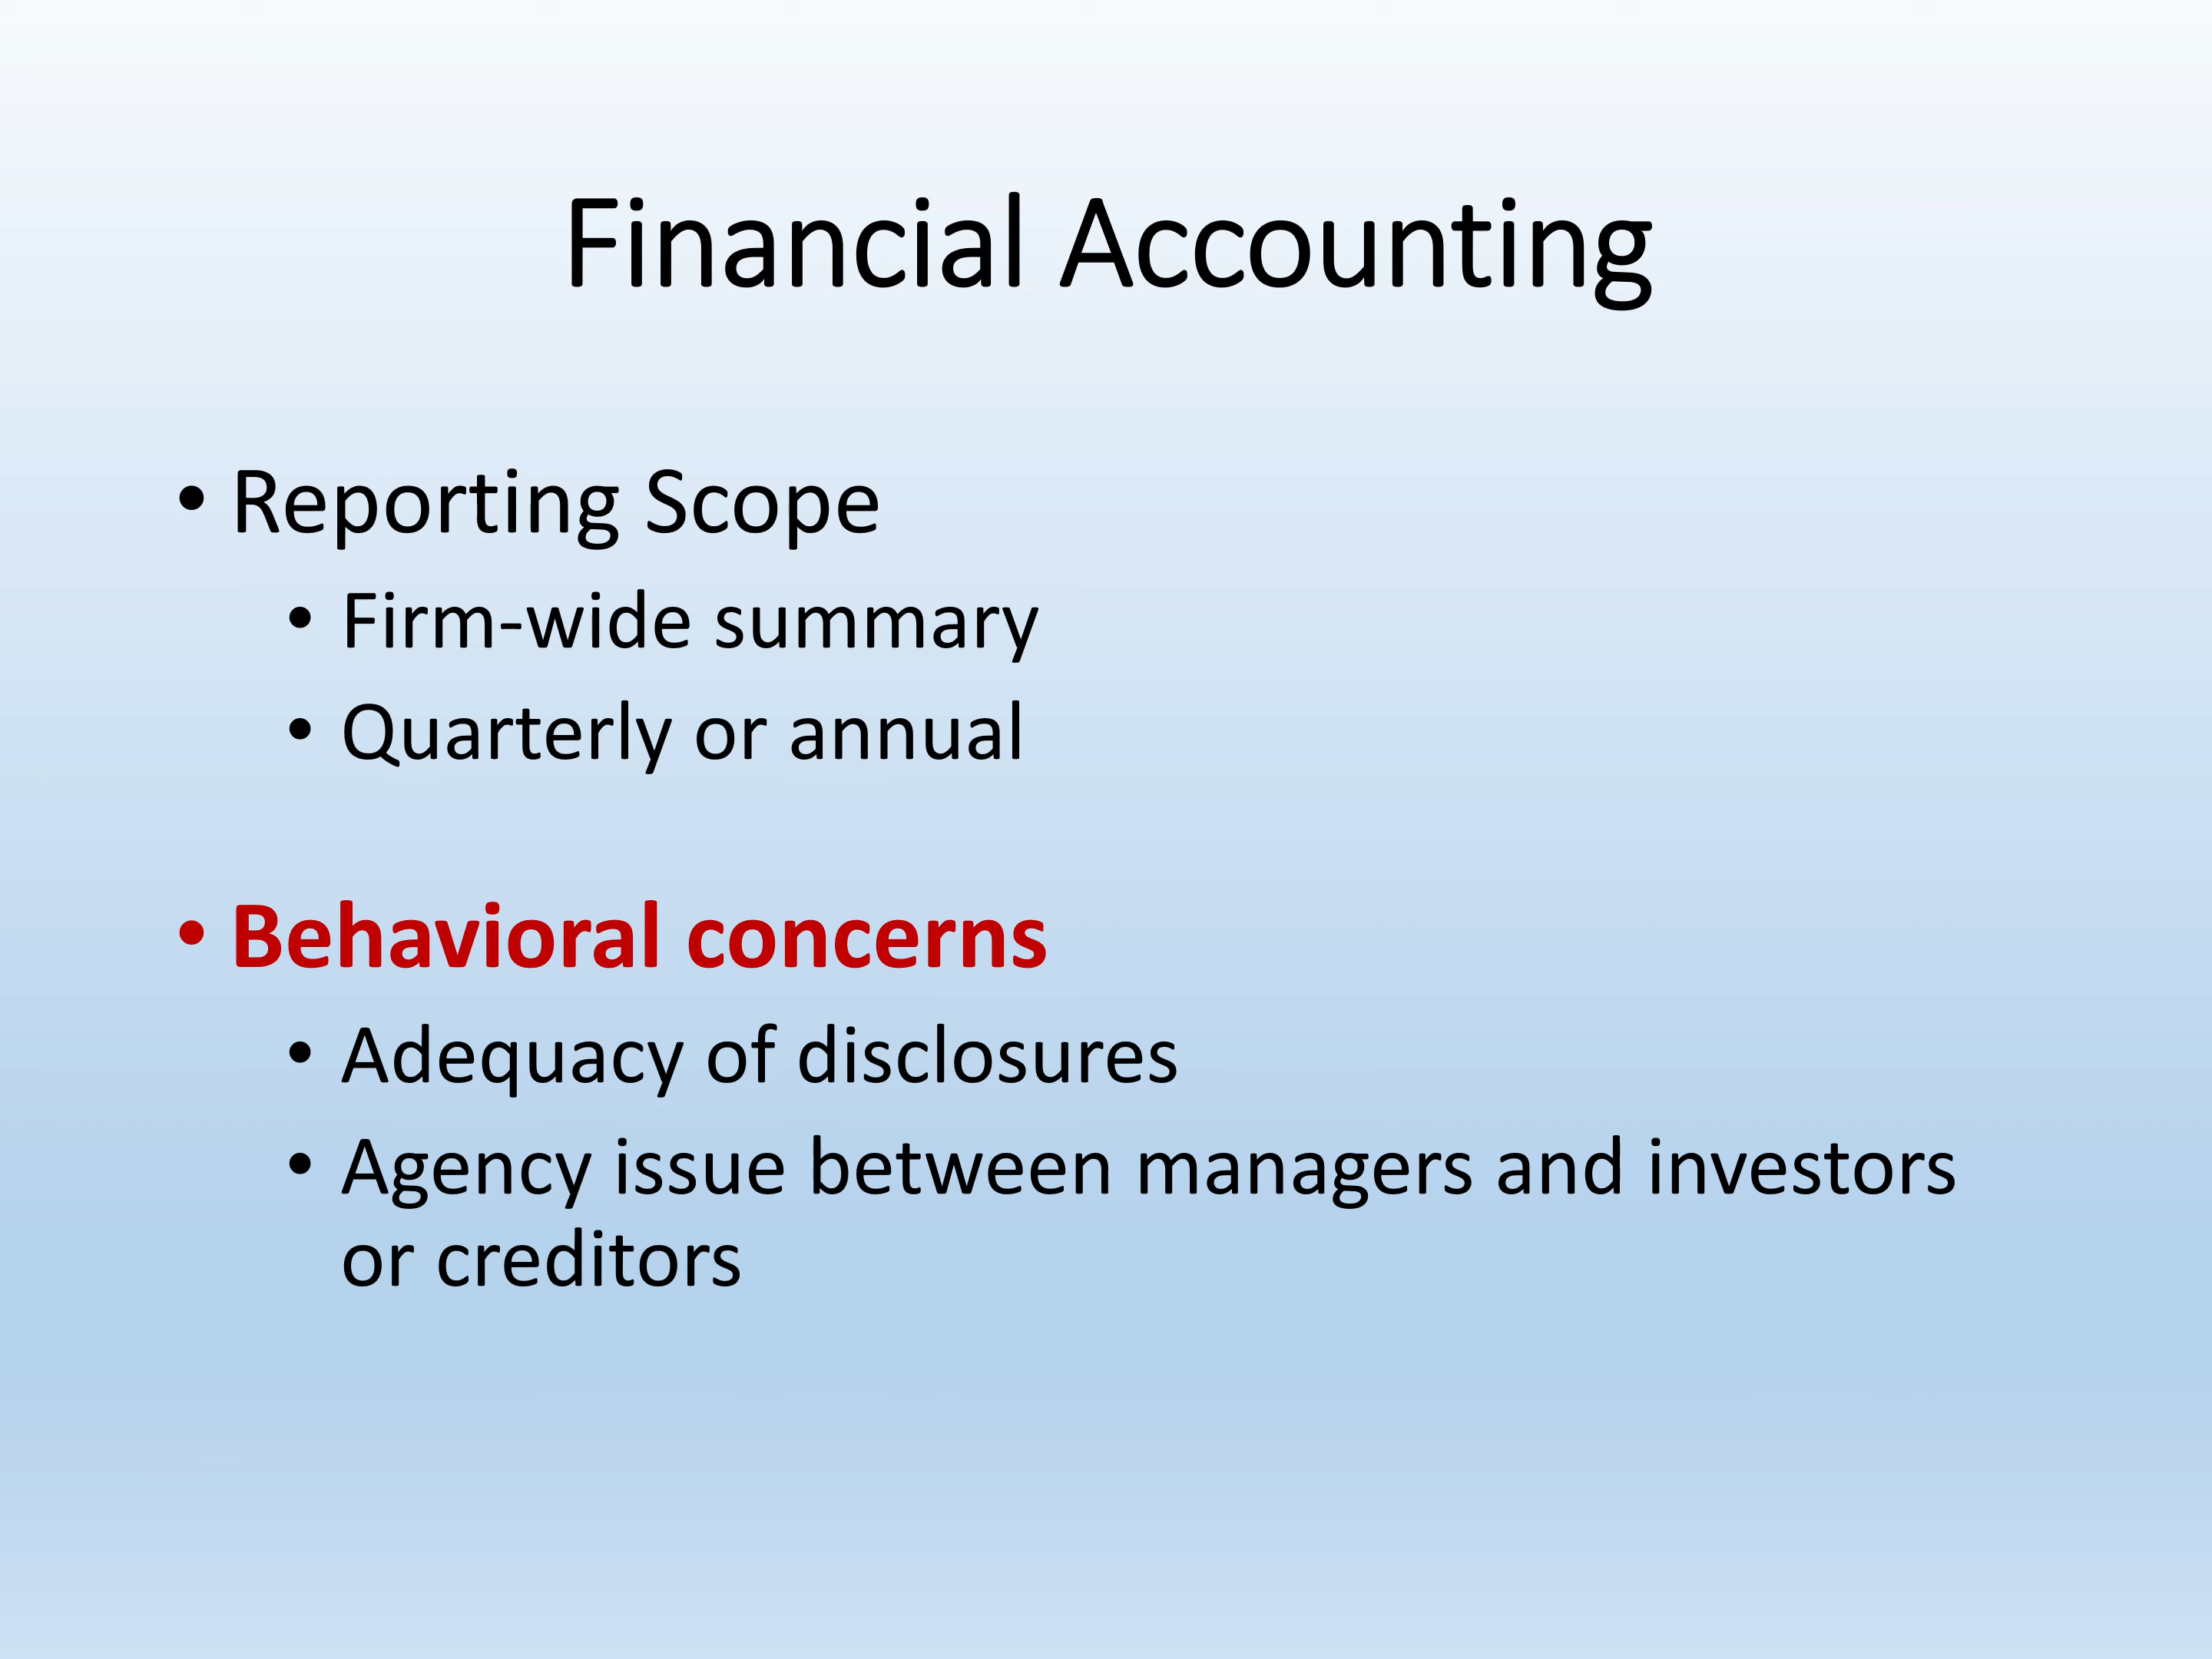 Financial Accounting
• Reporting Scope
• Firm-wide summary
• Quarterly or annual
• Behavioral concerns
• Adequacy of disclosures
• Agency issue between managers and investors
or creditors